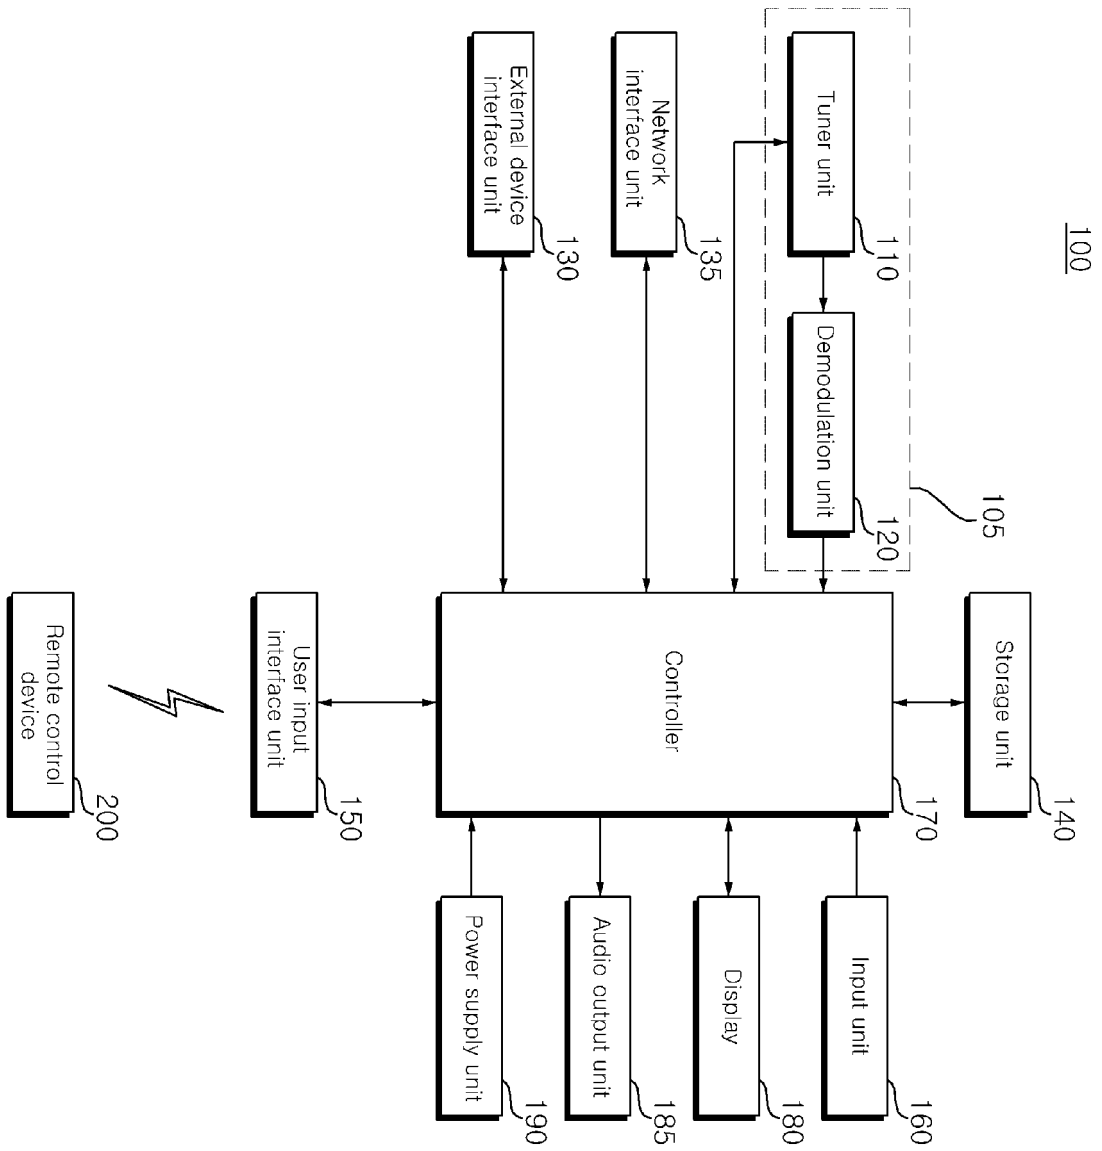 100
105
Tuner unit
110
Demodulation unit
120
Network
interface unit
135
External device
interface unit
130
Storage unit
140
Controller
170
User input
interface unit
150
Remote control
device
200
Input unit
160
Display
180
Audio output unit
185
Power supply unit
190